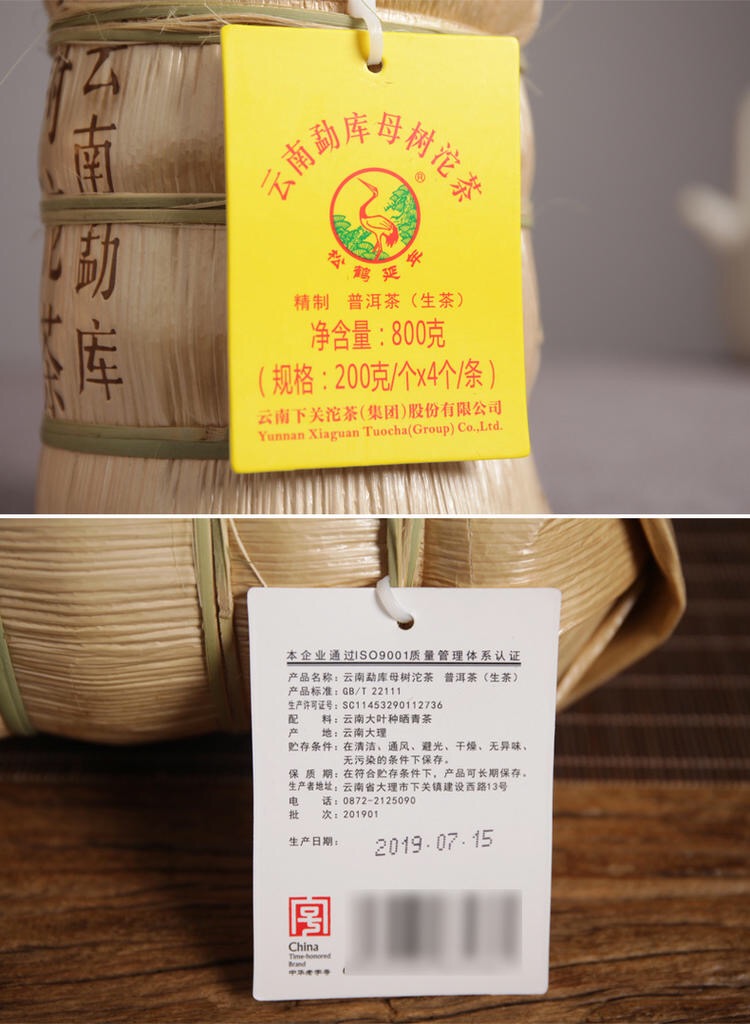 云南勐库
云南勐库母树沱茶
®
松鹤延年
精制 普洱茶（生茶）
净含量：800克
（规格：200克/个x4个/条）
云南下关沱茶(集团)股份有限公司
Yunnan Xiaguan Tuocha(Group) Co.,Ltd.
本企业通过ISO9001质量管理体系认证
产品名称：云南勐库母树沱茶 普洱茶（生茶）
产品标准：GB/T 22111
生产许可证号：SC11453290112736
配 料：云南大叶种晒青茶
产 地：云南大理
贮存条件：在清洁、通风、避光、干燥、无异味、
无污染的条件下保存。
保 质 期：在符合贮存条件下，产品可长期保存。
生产者地址：云南省大理市下关镇建设西路13号
电 话：0872-2125090
批 次：201901
生产日期：2019.07.15
China
Time-honored
Brand
中华老字号